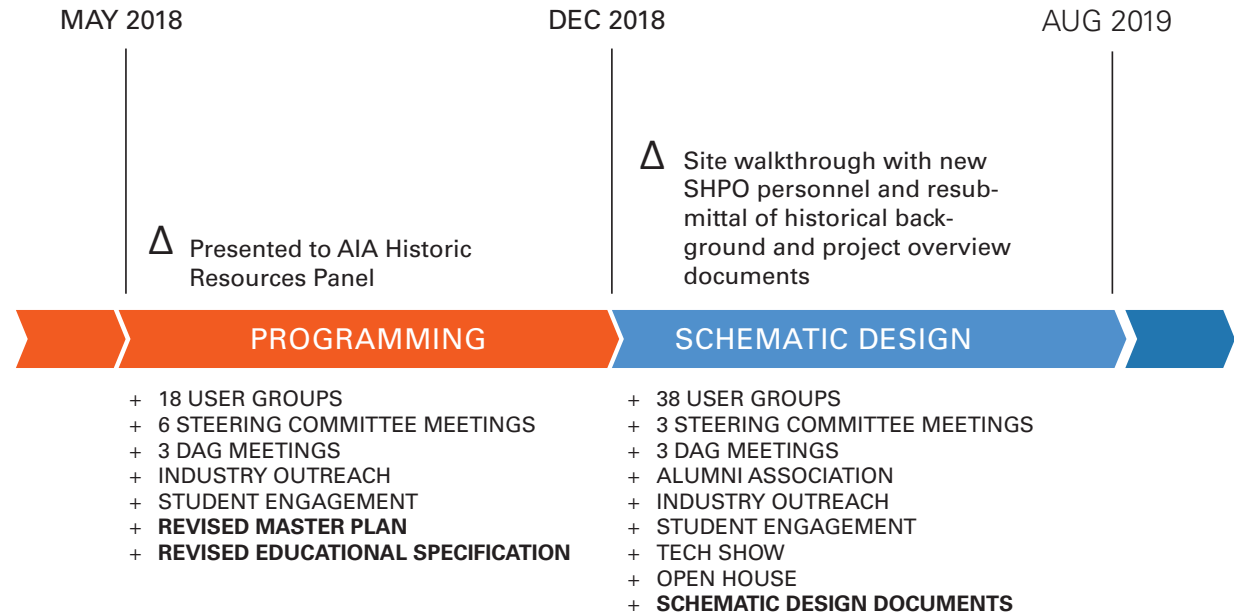 MAY 2018
DEC 2018
AUG 2019
Δ Presented to AIA Historic
Resources Panel
Δ Site walkthrough with new
SHPO personnel and resub-
mittal of historical back-
ground and project overview
documents
PROGRAMMING
SCHEMATIC DESIGN
+ 18 USER GROUPS
+ 6 STEERING COMMITTEE MEETINGS
+ 3 DAG MEETINGS
+ INDUSTRY OUTREACH
+ STUDENT ENGAGEMENT
+ REVISED MASTER PLAN
+ REVISED EDUCATIONAL SPECIFICATION
+ 38 USER GROUPS
+ 3 STEERING COMMITTEE MEETINGS
+ 3 DAG MEETINGS
+ ALUMNI ASSOCIATION
+ INDUSTRY OUTREACH
+ STUDENT ENGAGEMENT
+ TECH SHOW
+ OPEN HOUSE
+ SCHEMATIC DESIGN DOCUMENTS